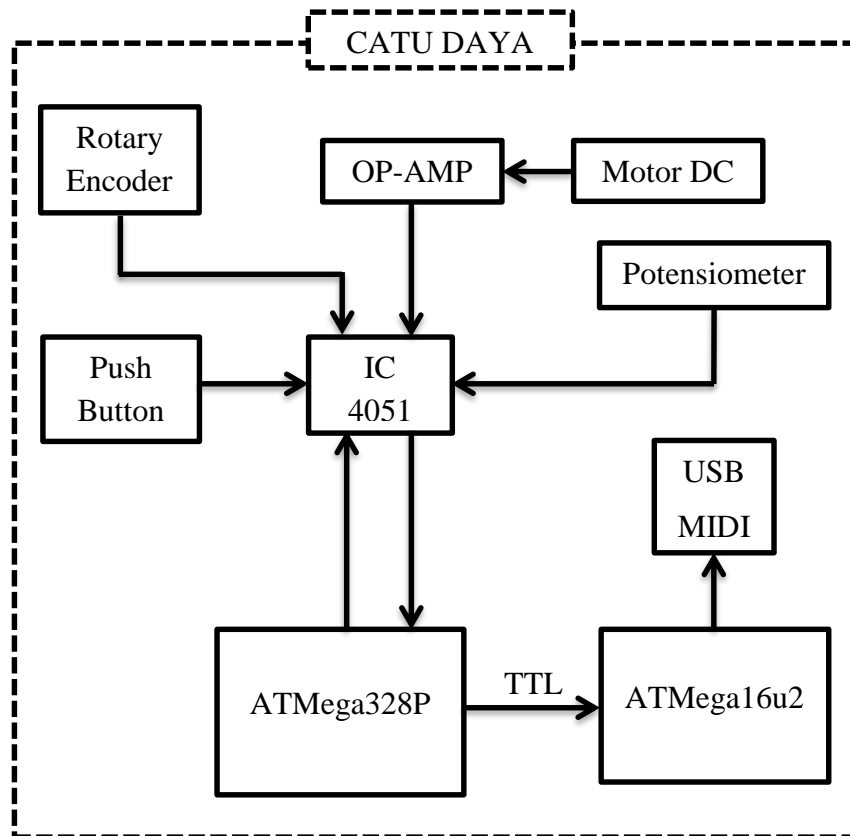 CATU DAYA
Rotary
Encoder
OP-AMP
Motor DC
Potensiometer
Push
Button
IC
4051
USB
MIDI
ATMega328P
TTL
ATMega16u2